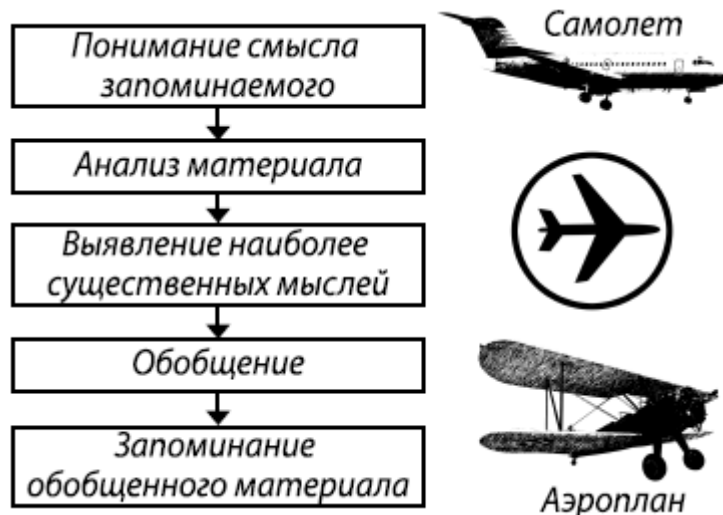 Понимание смысла
запоминаемого
Анализ материала
Выявление наиболее
существенных мыслей
Обобщение
Запоминание
обобщенного материала
Самолет
Аэроплан